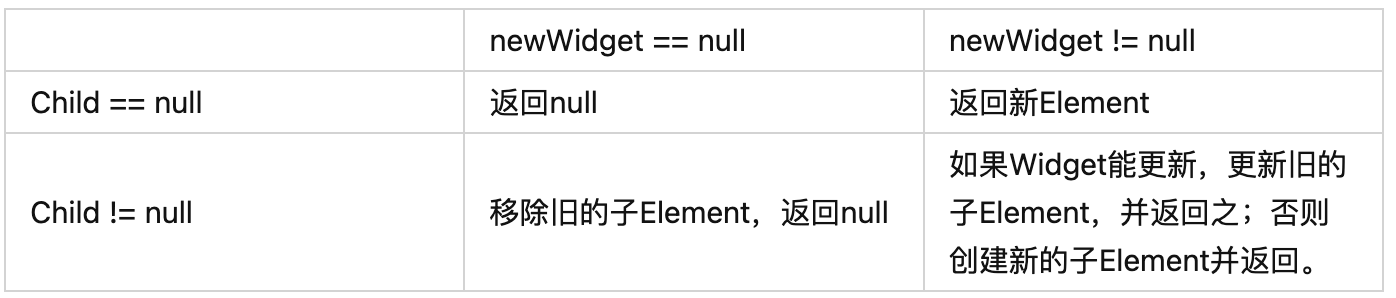 newWidget == null
newWidget != null
Child == null
返回null
返回新Element
Child != null
移除旧的子Element，返回null
如果Widget能更新，更新旧的
子Element，并返回之；否则
创建新的子Element并返回。